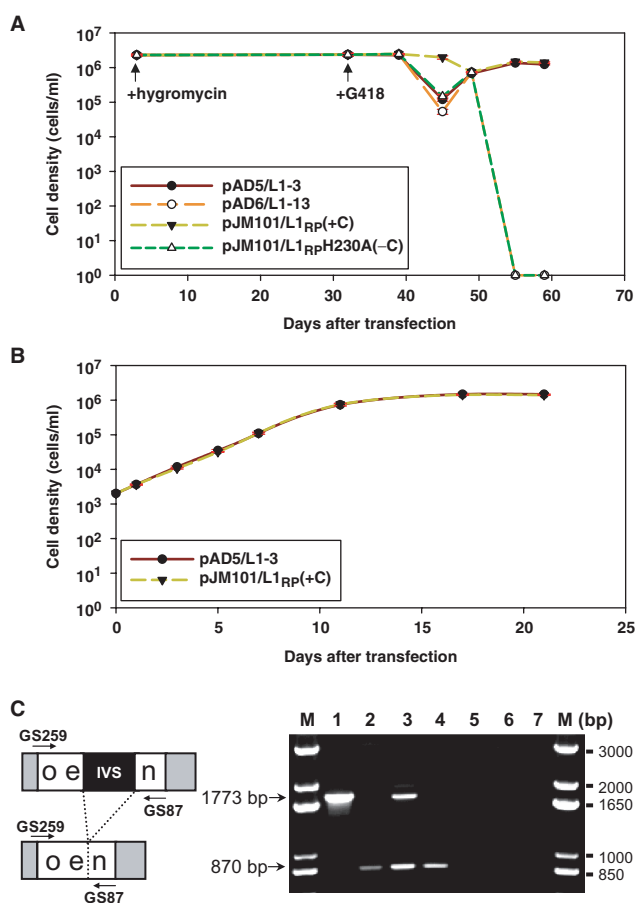 A
Cell density (cells/ml)
10⁷
10⁶
10⁵
10⁴
10³
10²
10¹
10⁰
+hygromycin
+G418
pAD5/L1-3
pAD6/L1-13
pJM101/L1RP(+C)
pJM101/L1RPH230A(−C)
0 10 20 30 40 50 60 70
Days after transfection
B
Cell density (cells/ml)
10⁷
10⁶
10⁵
10⁴
10³
10²
10¹
10⁰
pAD5/L1-3
pJM101/L1RP(+C)
0 5 10 15 20 25
Days after transfection
C
GS259
o e IVS n
GS87
GS259
o e n
GS87
M 1 2 3 4 5 6 7 M (bp)
1773 bp
870 bp
3000
2000
1650
1000
850